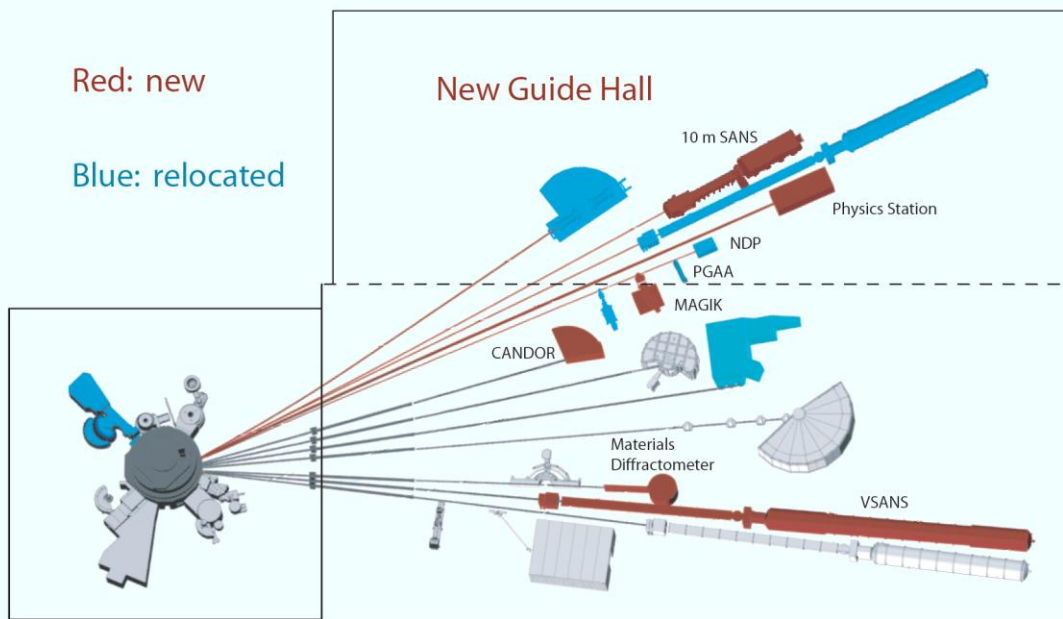 Red: new
New Guide Hall
Blue: relocated
10 m SANS
Physics Station
NDP
PGAA
MAGIK
CANDOR
Materials
Diffractometer
VSANS